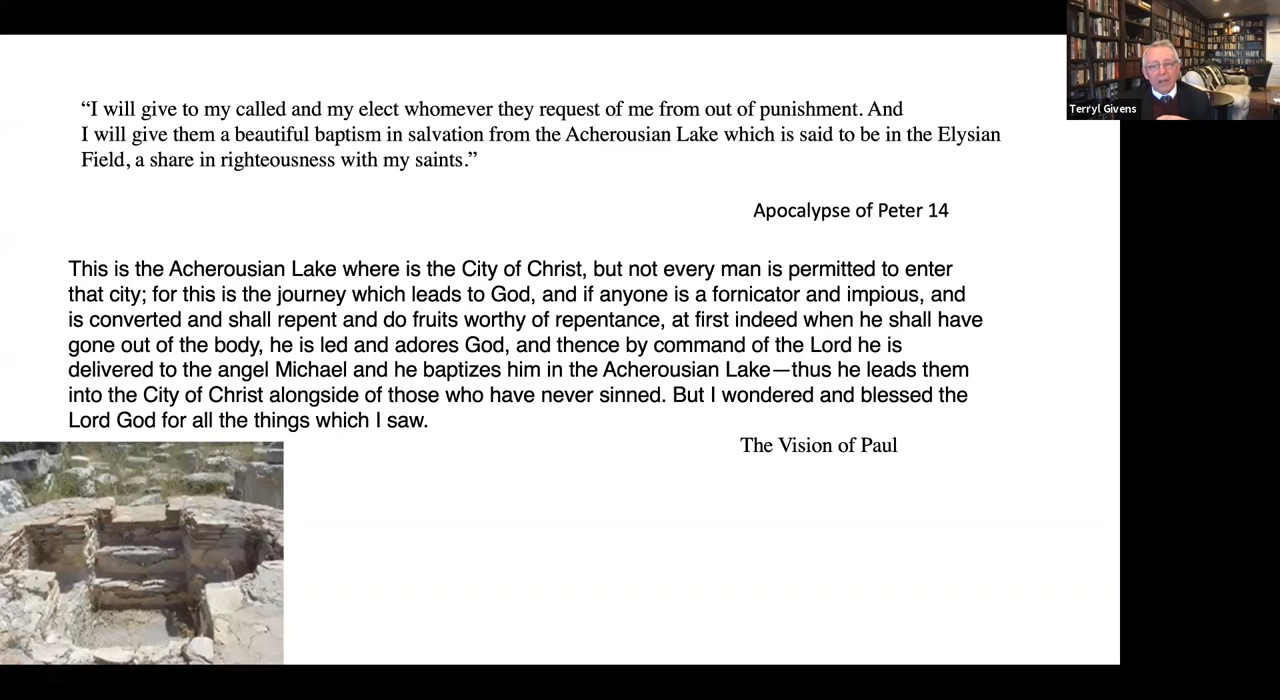 “I will give to my called and my elect whomever they request of me from out of punishment. And
I will give them a beautiful baptism in salvation from the Acherousian Lake which is said to be in the Elysian
Field, a share in righteousness with my saints.”
Apocalypse of Peter 14
This is the Acherousian Lake where is the City of Christ, but not every man is permitted to enter
that city; for this is the journey which leads to God, and if anyone is a fornicator and impious, and
is converted and shall repent and do fruits worthy of repentance, at first indeed when he shall have
gone out of the body, he is led and adores God, and thence by command of the Lord he is
delivered to the angel Michael and he baptizes him in the Acherousian Lake—thus he leads them
into the City of Christ alongside of those who have never sinned. But I wondered and blessed the
Lord God for all the things which I saw.
The Vision of Paul
Terryl Givens